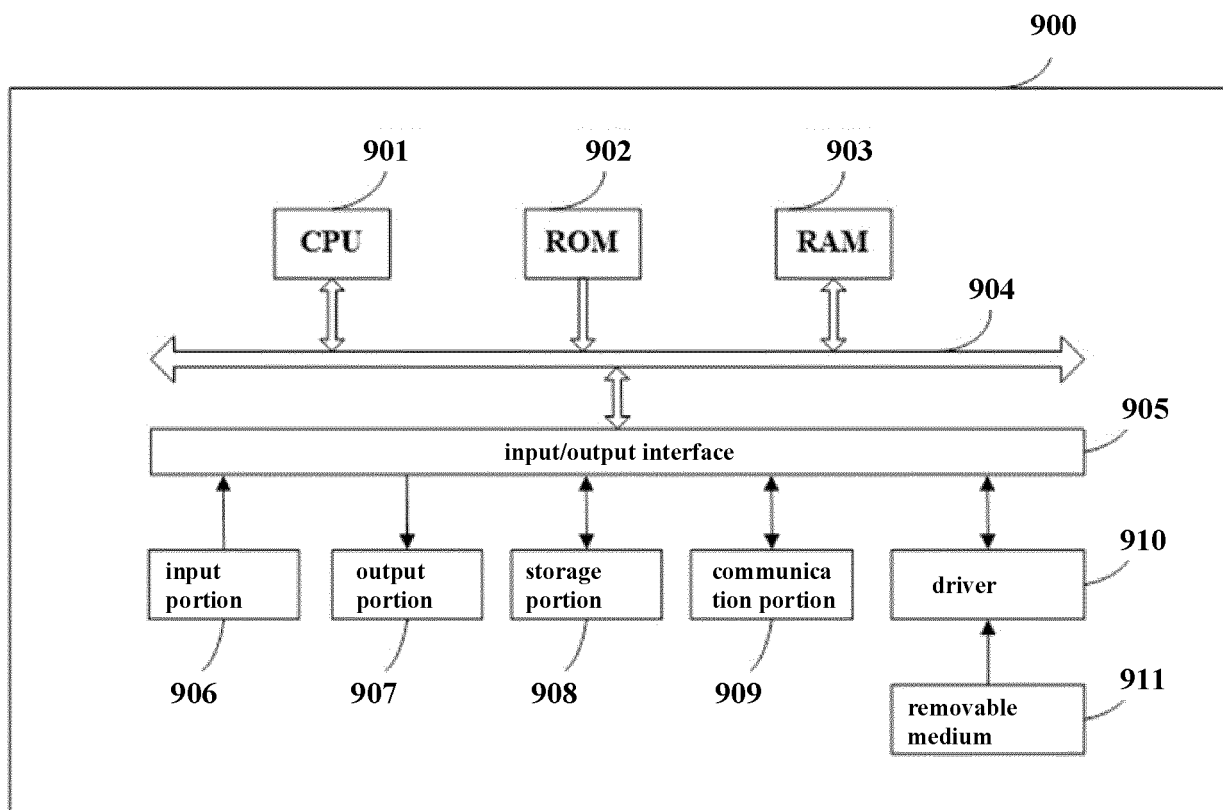 900
901
902
903
CPU
ROM
RAM
904
905
input/output interface
input
portion
output
portion
storage
portion
communica
tion portion
driver
910
906
907
908
909
911
removable
medium